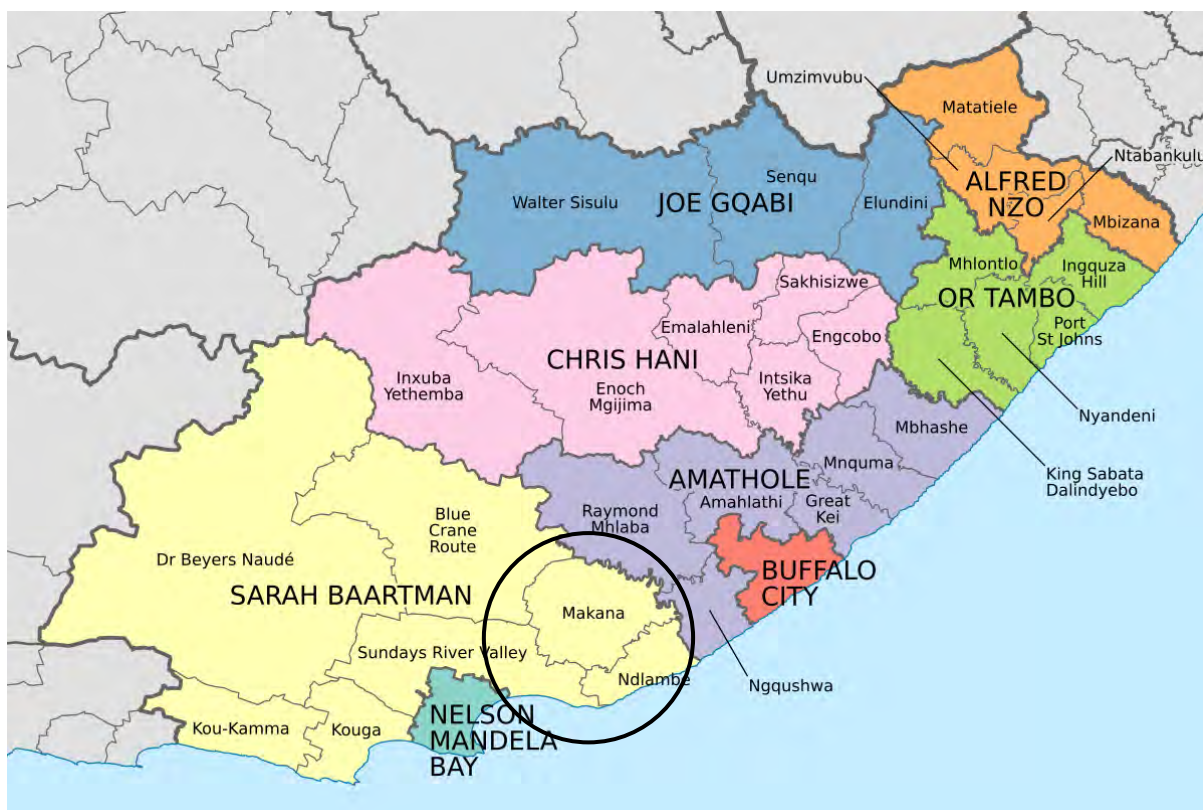 Umzimvubu
Matatiele
Ntabankulu
ALFRED
NZO
Mbizana
Senqu
Walter Sisulu
JOE GQABI
Elundini
Mhlontlo
Ingquza
Hill
OR TAMBO
Port
St Johns
Sakhisizwe
Emalahleni
Engcobo
CHRIS HANI
Inxuba
Yethemba
Enoch
Mgijima
Intsika
Yethu
Nyandeni
Mbhashe
King Sabata
Dalindyebo
Mnquma
AMATHOLE
Amahlathi
Great
Kei
Raymond
Mhlaba
Blue
Crane
Route
Dr Beyers Naudé
SARAH BAARTMAN
BUFFALO
CITY
Makana
Sundays River Valley
Ndlambe
Ngqushwa
Kou-Kamma
Kouga
NELSON
MANDELA
BAY